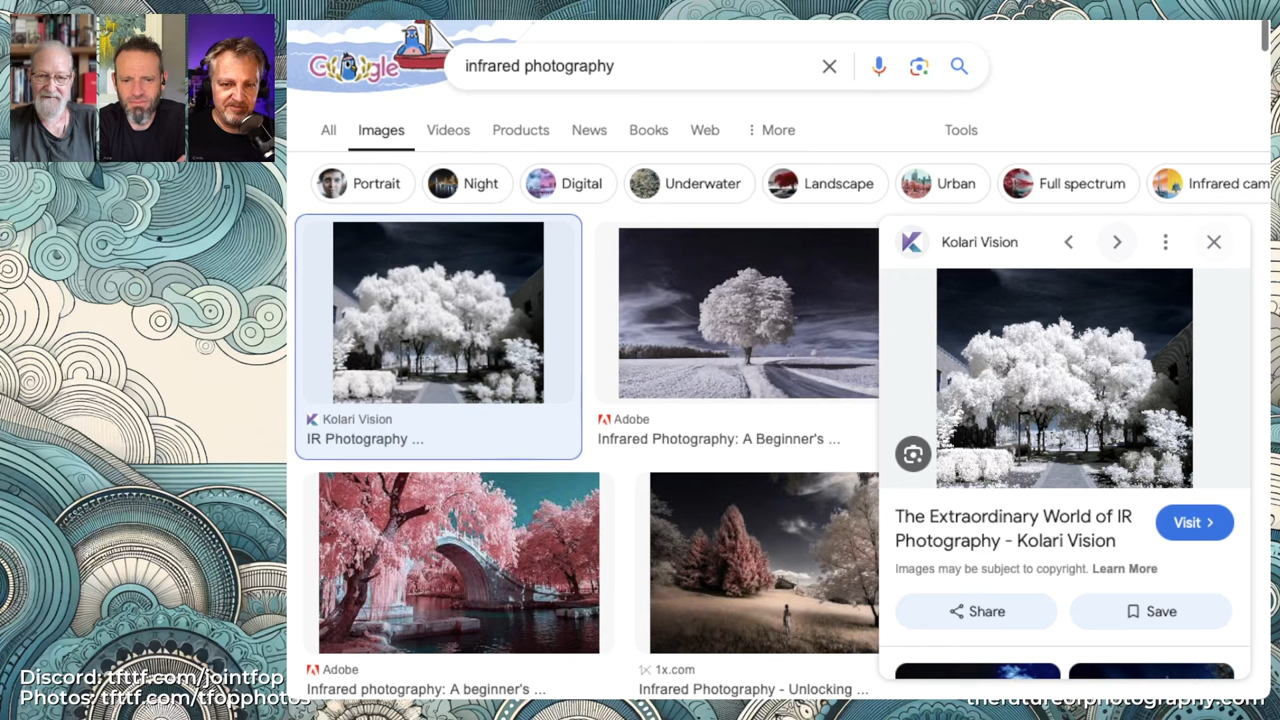 Google
infrared photography
All Images Videos Products News Books Web More Tools
Portrait Night Digital Underwater Landscape Urban Full spectrum Infrared cam
Kolari Vision
IR Photography ...
Adobe
Infrared Photography: A Beginner's ...
Adobe
Infrared photography: A beginner's ...
1x.com
Infrared Photography - Unlocking ...
Kolari Vision
The Extraordinary World of IR
Photography - Kolari Vision
Visit
Images may be subject to copyright. Learn More
Share Save
Discord: tfttf.com/jointfop
Photos: tfttf.com/tfopphotos
thefutureofphotography.com